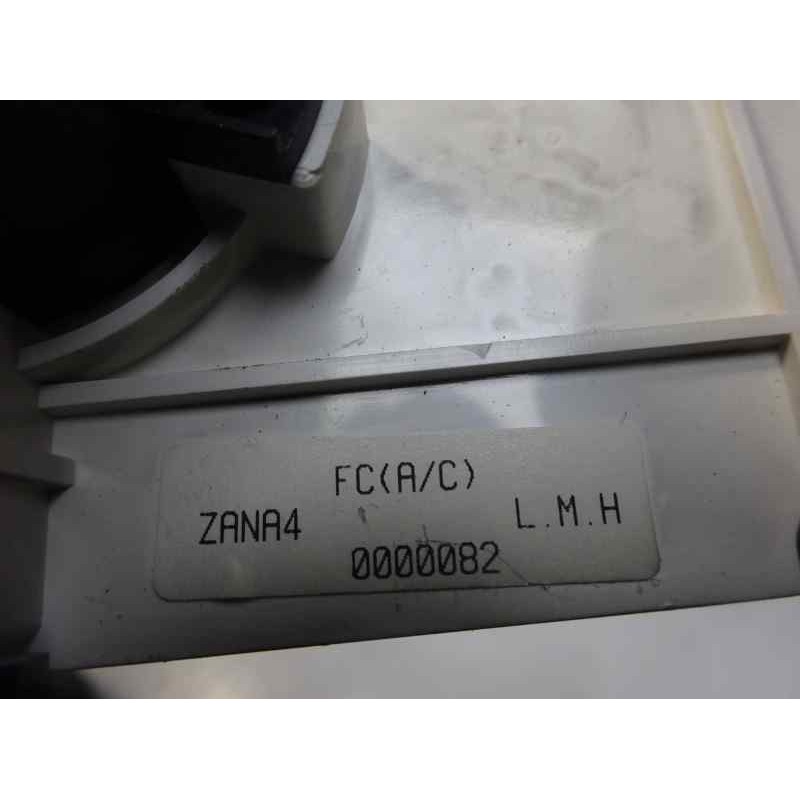 FC(A/C)
ZANA4 L.M.H
0000082